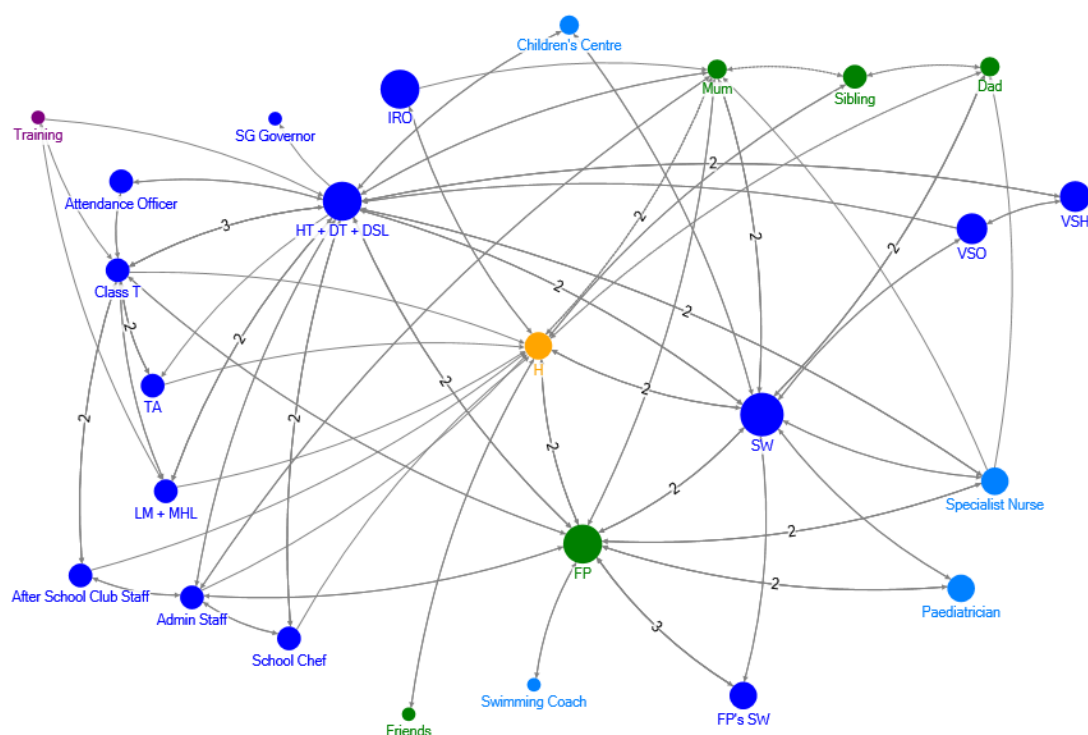 Children's Centre
Mum
Sibling
Dad
IRO
Training
SG Governor
2
Attendance Officer
HT + DT + DSL
VSH
3
2
2
2
VSO
Class T
2
2
2
2
H
2
2
TA
2
2
2
SW
2
2
LM + MHL
Specialist Nurse
2
After School Club Staff
FP
2
Admin Staff
Paediatrician
3
School Chef
Swimming Coach
FP's SW
Friends